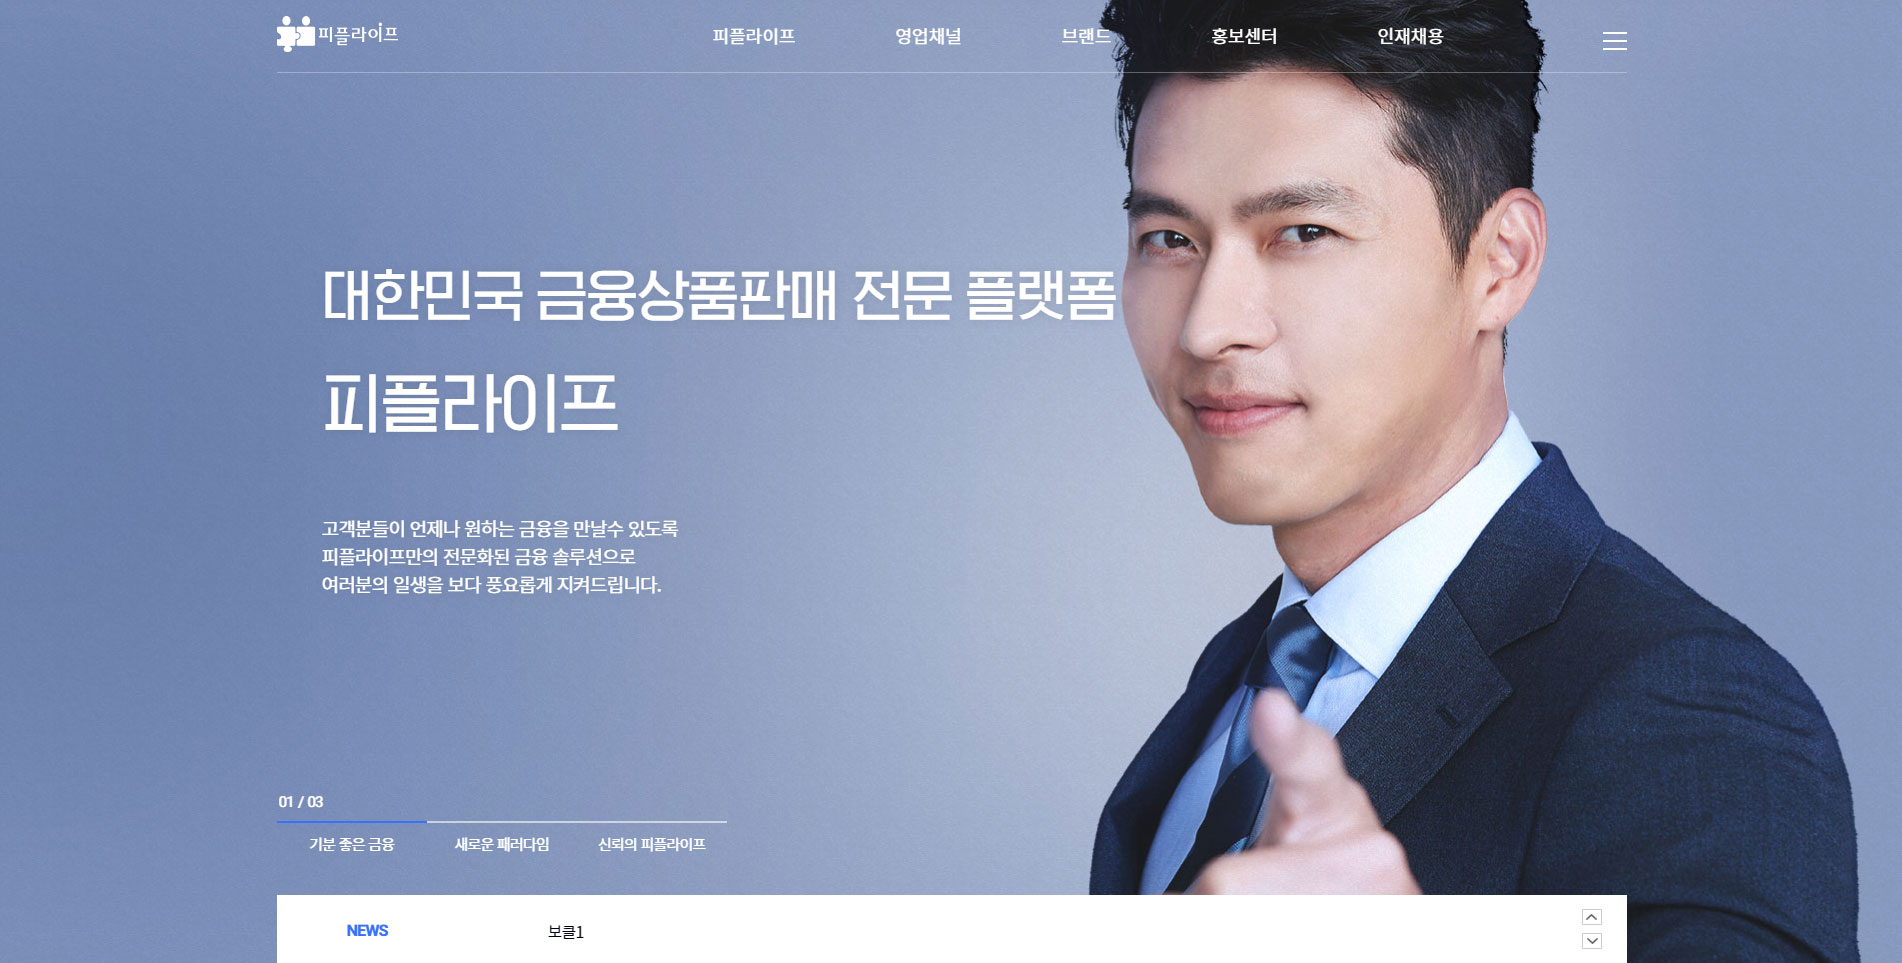 피플라이프
피플라이프 영업채널 브랜드 홍보센터 인재채용
대한민국 금융상품판매 전문 플랫폼
피플라이프
고객분들이 언제나 원하는 금융을 만날수 있도록
피플라이프만의 전문화된 금융 솔루션으로
여러분의 일생을 보다 풍요롭게 지켜드립니다.
01 / 03
기분 좋은 금융 새로운 패러다임 신뢰의 피플라이프
NEWS 보클1